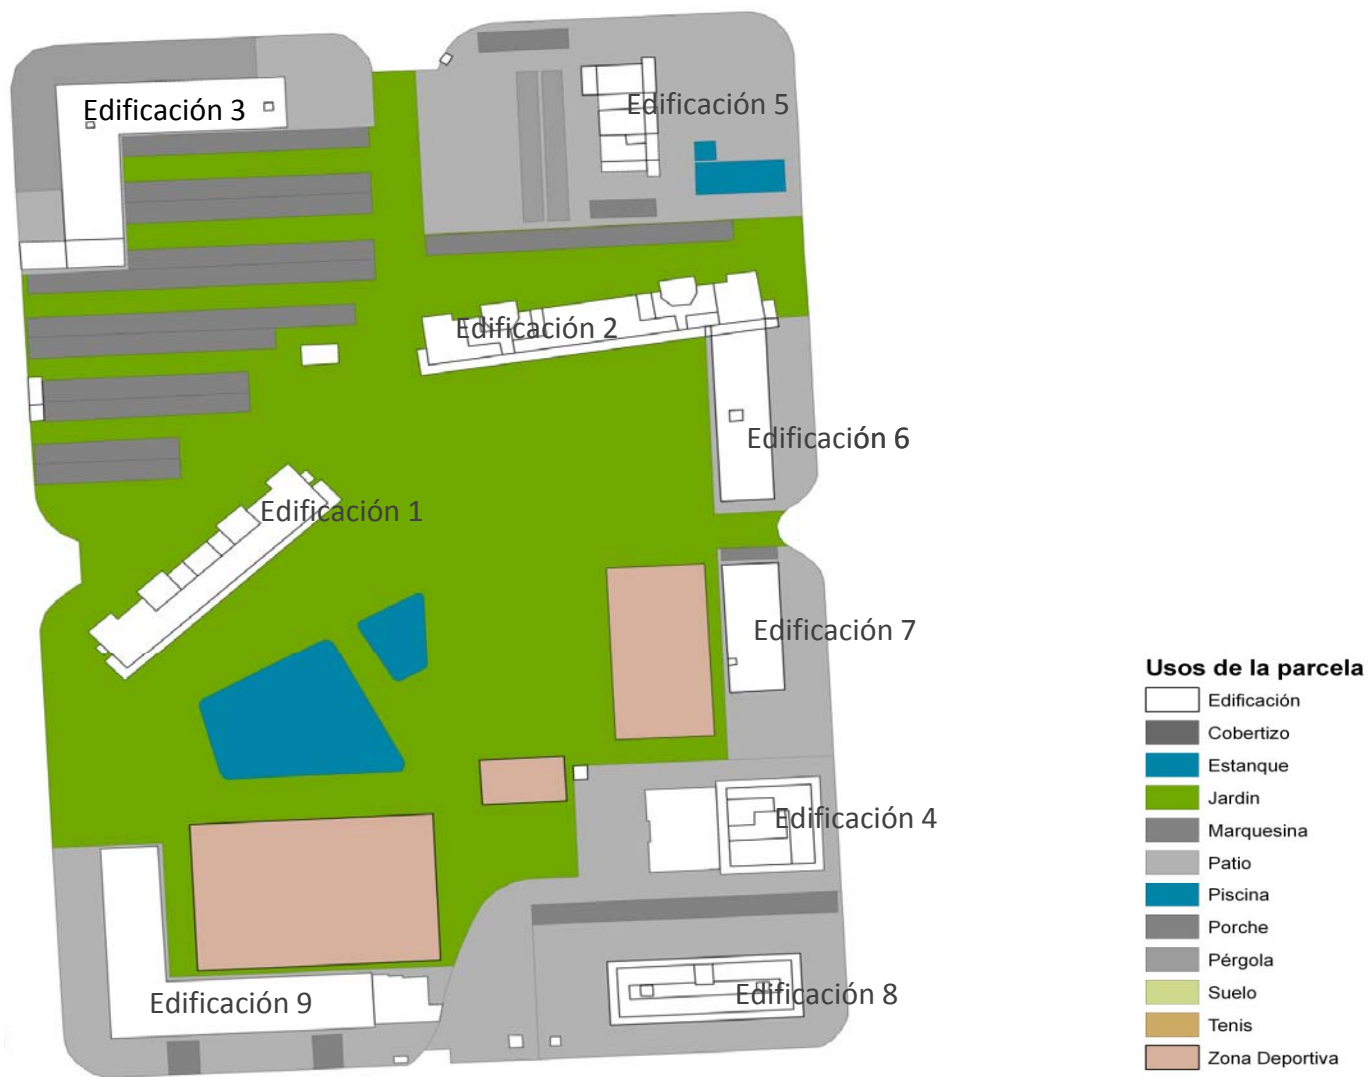 Edificación 3
Edificación 5
Edificación 2
Edificación 6
Edificación 1
Edificación 7
Edificación 4
Edificación 9
Edificación 8
Usos de la parcela
Edificación
Cobertizo
Estanque
Jardin
Marquesina
Patio
Piscina
Porche
Pérgola
Suelo
Tenis
Zona Deportiva